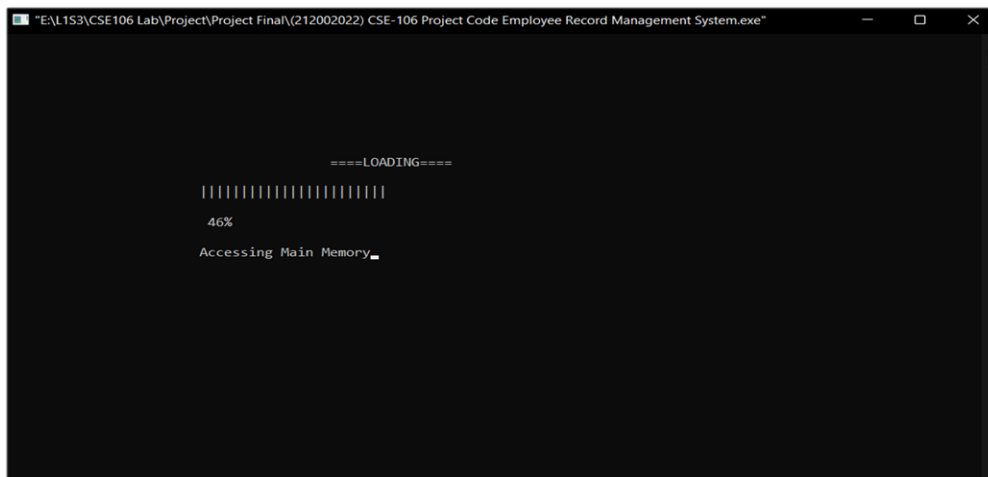 "E:\L1S3\CSE106 Lab\Project\Project Final\(212002022) CSE-106 Project Code Employee Record Management System.exe"
====LOADING====
|||||||||||||||||||||||
46%
Accessing Main Memory